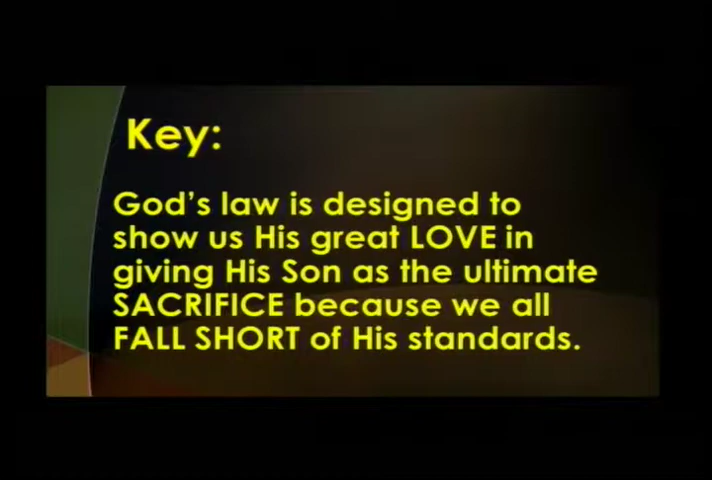 Key:
God's law is designed to
show us His great LOVE in
giving His Son as the ultimate
SACRIFICE because we all
FALL SHORT of His standards.